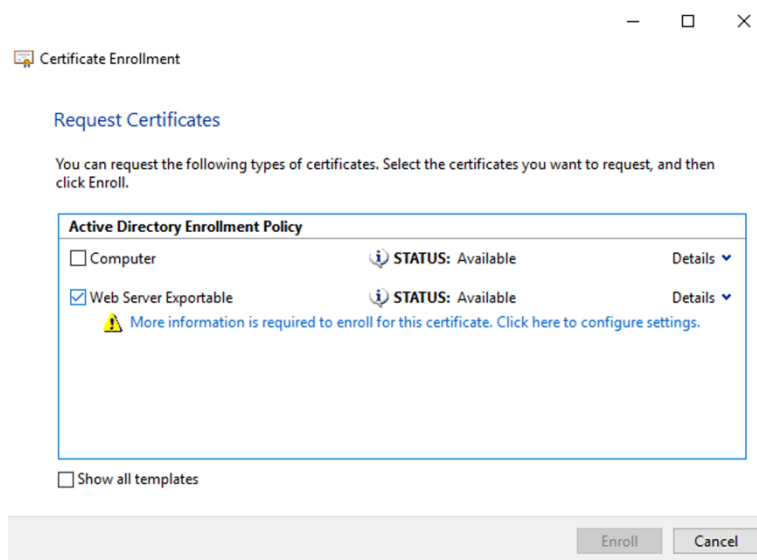 Certificate Enrollment
Request Certificates
You can request the following types of certificates. Select the certificates you want to request, and then
click Enroll.
Active Directory Enrollment Policy
Computer STATUS: Available Details
Web Server Exportable STATUS: Available Details
More information is required to enroll for this certificate. Click here to configure settings.
Show all templates
Enroll Cancel